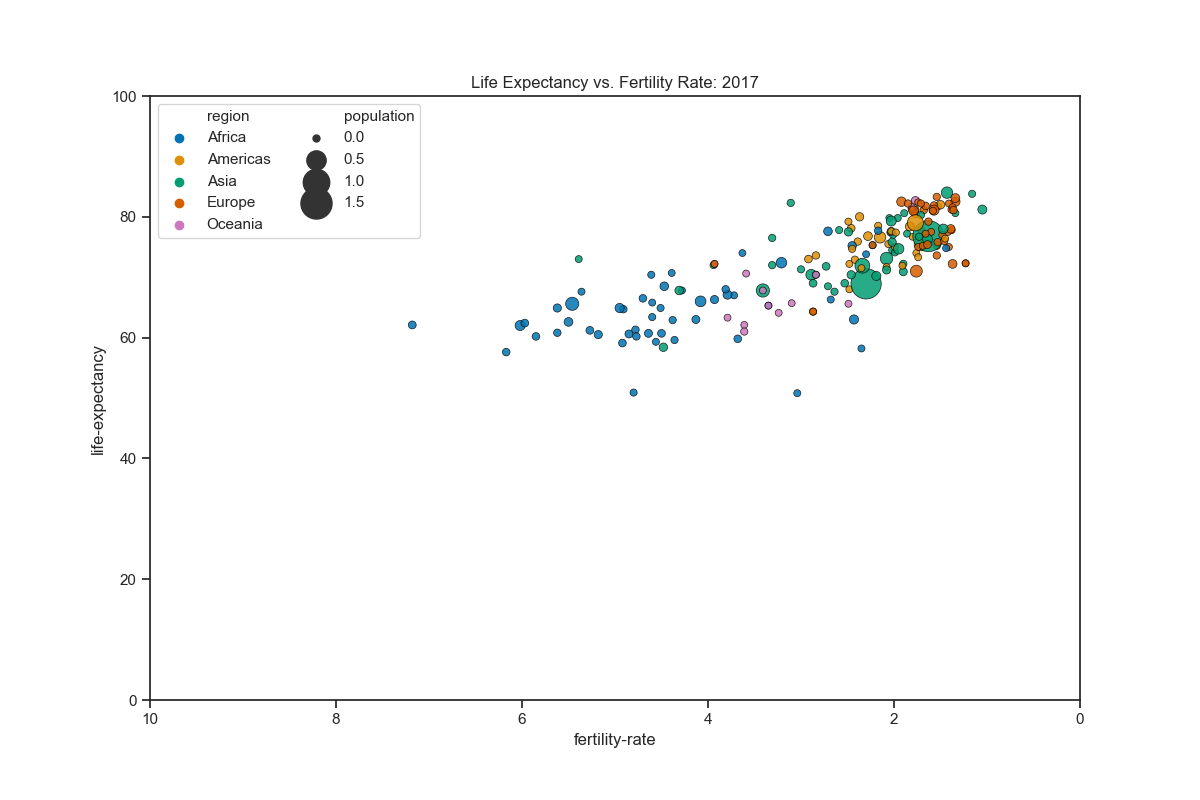 Life Expectancy vs. Fertility Rate: 2017
100
80
60
40
20
0
life-expectancy
region
Africa
Americas
Asia
Europe
Oceania
population
0.0
0.5
1.0
1.5
10
8
6
4
2
0
fertility-rate